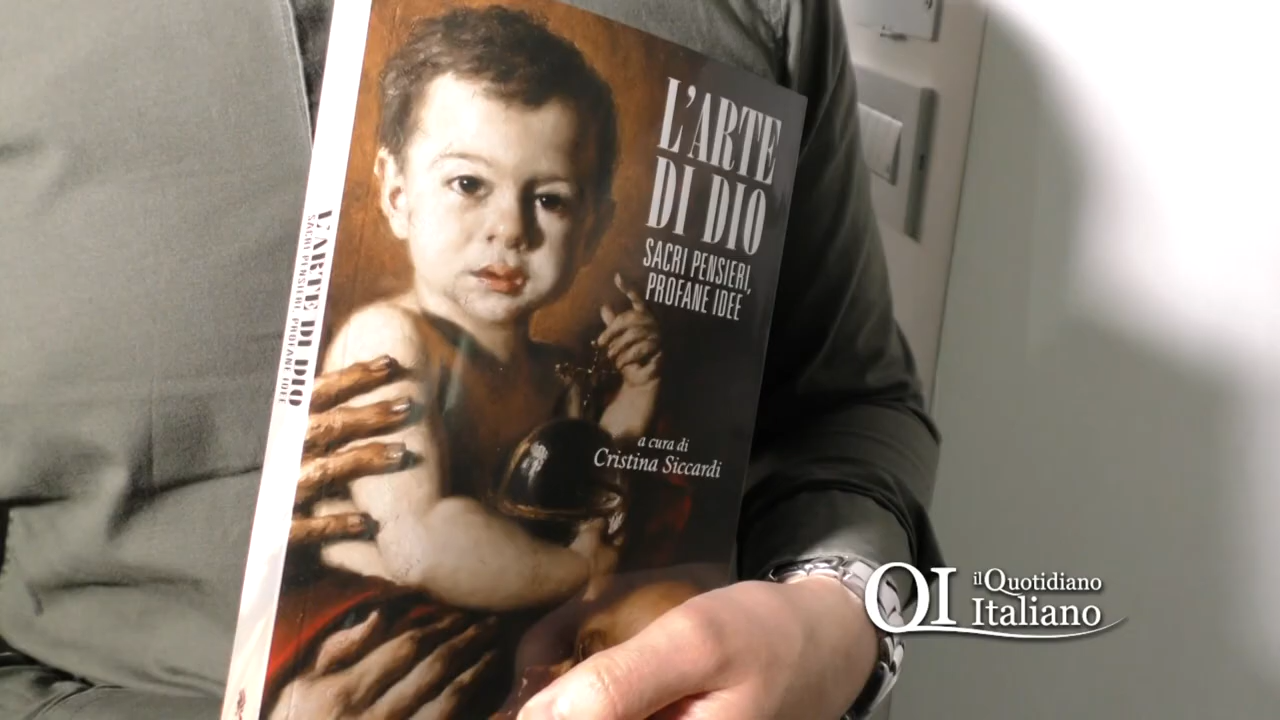 L'ARTE
DI DIO
SACRI PENSIERI,
PROFANE IDEE
a cura di
Cristina Siccardi
L'ARTE DI DIO
SACRI PENSIERI, PROFANE IDEE
QI il Quotidiano
Italiano